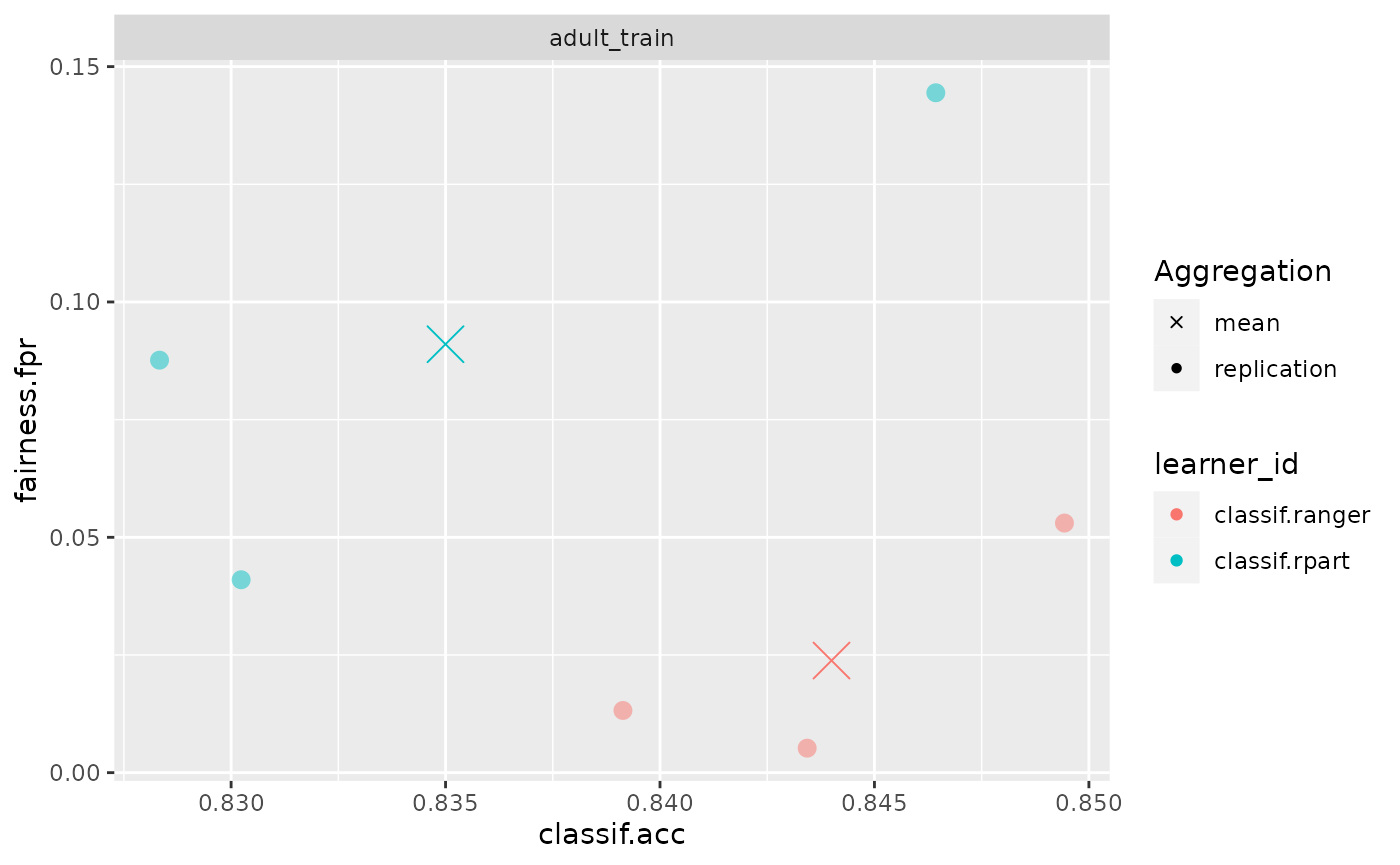 adult_train
0.15
0.10
0.05
0.00
fairness.fpr
0.830
0.835
0.840
0.845
0.850
classif.acc
Aggregation
mean
replication
learner_id
classif.ranger
classif.rpart